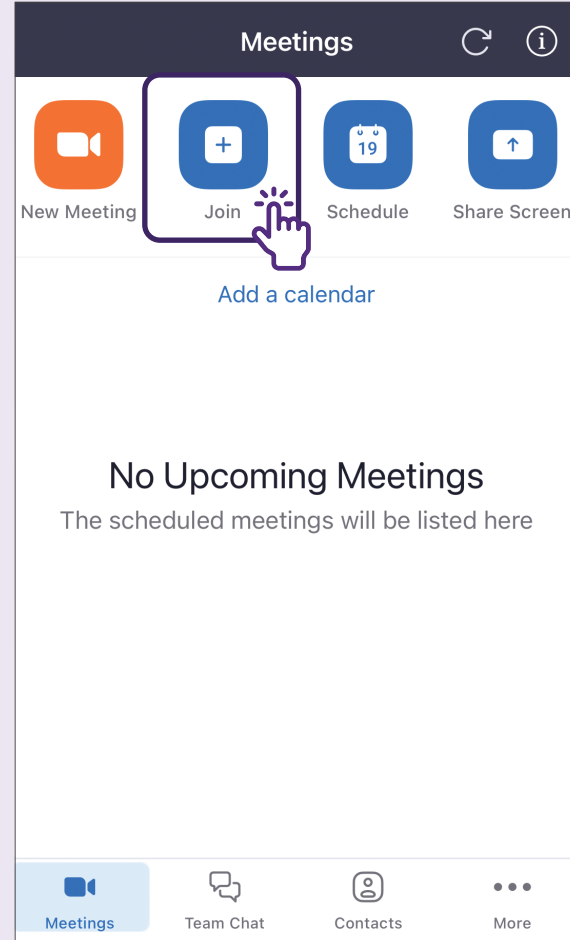 Meetings
New Meeting
Join
19
Schedule
Share Screen
Add a calendar
No Upcoming Meetings
The scheduled meetings will be listed here
Meetings
Team Chat
Contacts
More